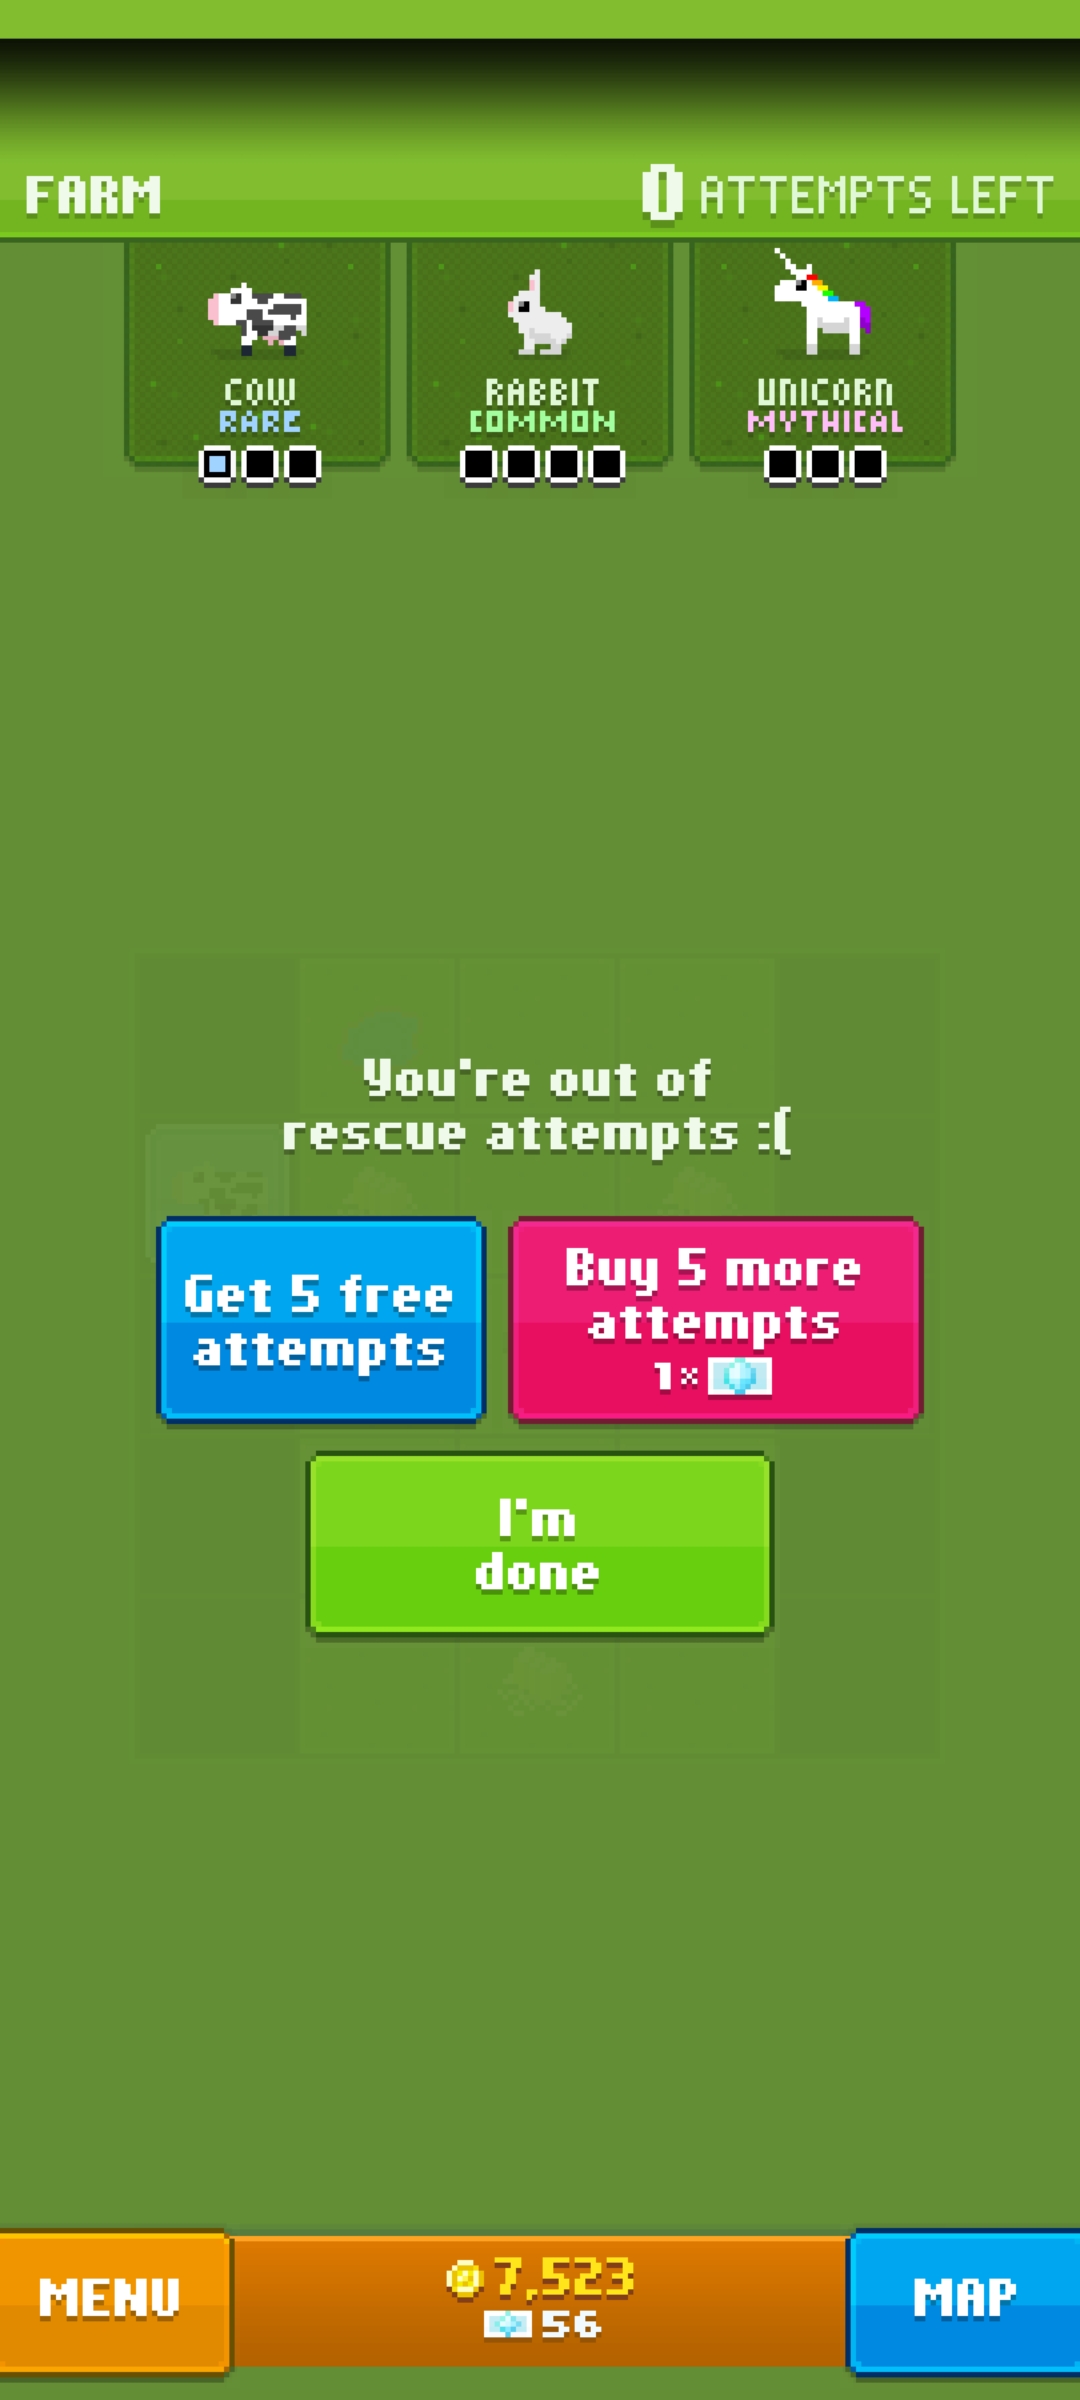 FARM
0 ATTEMPTS LEFT
COW
RARE
RABBIT
COMMON
UNICORN
MYTHICAL
You're out of
rescue attempts :(
Get 5 free
attempts
Buy 5 more
attempts
1×
I'm
done
MENU
7,523
56
MAP